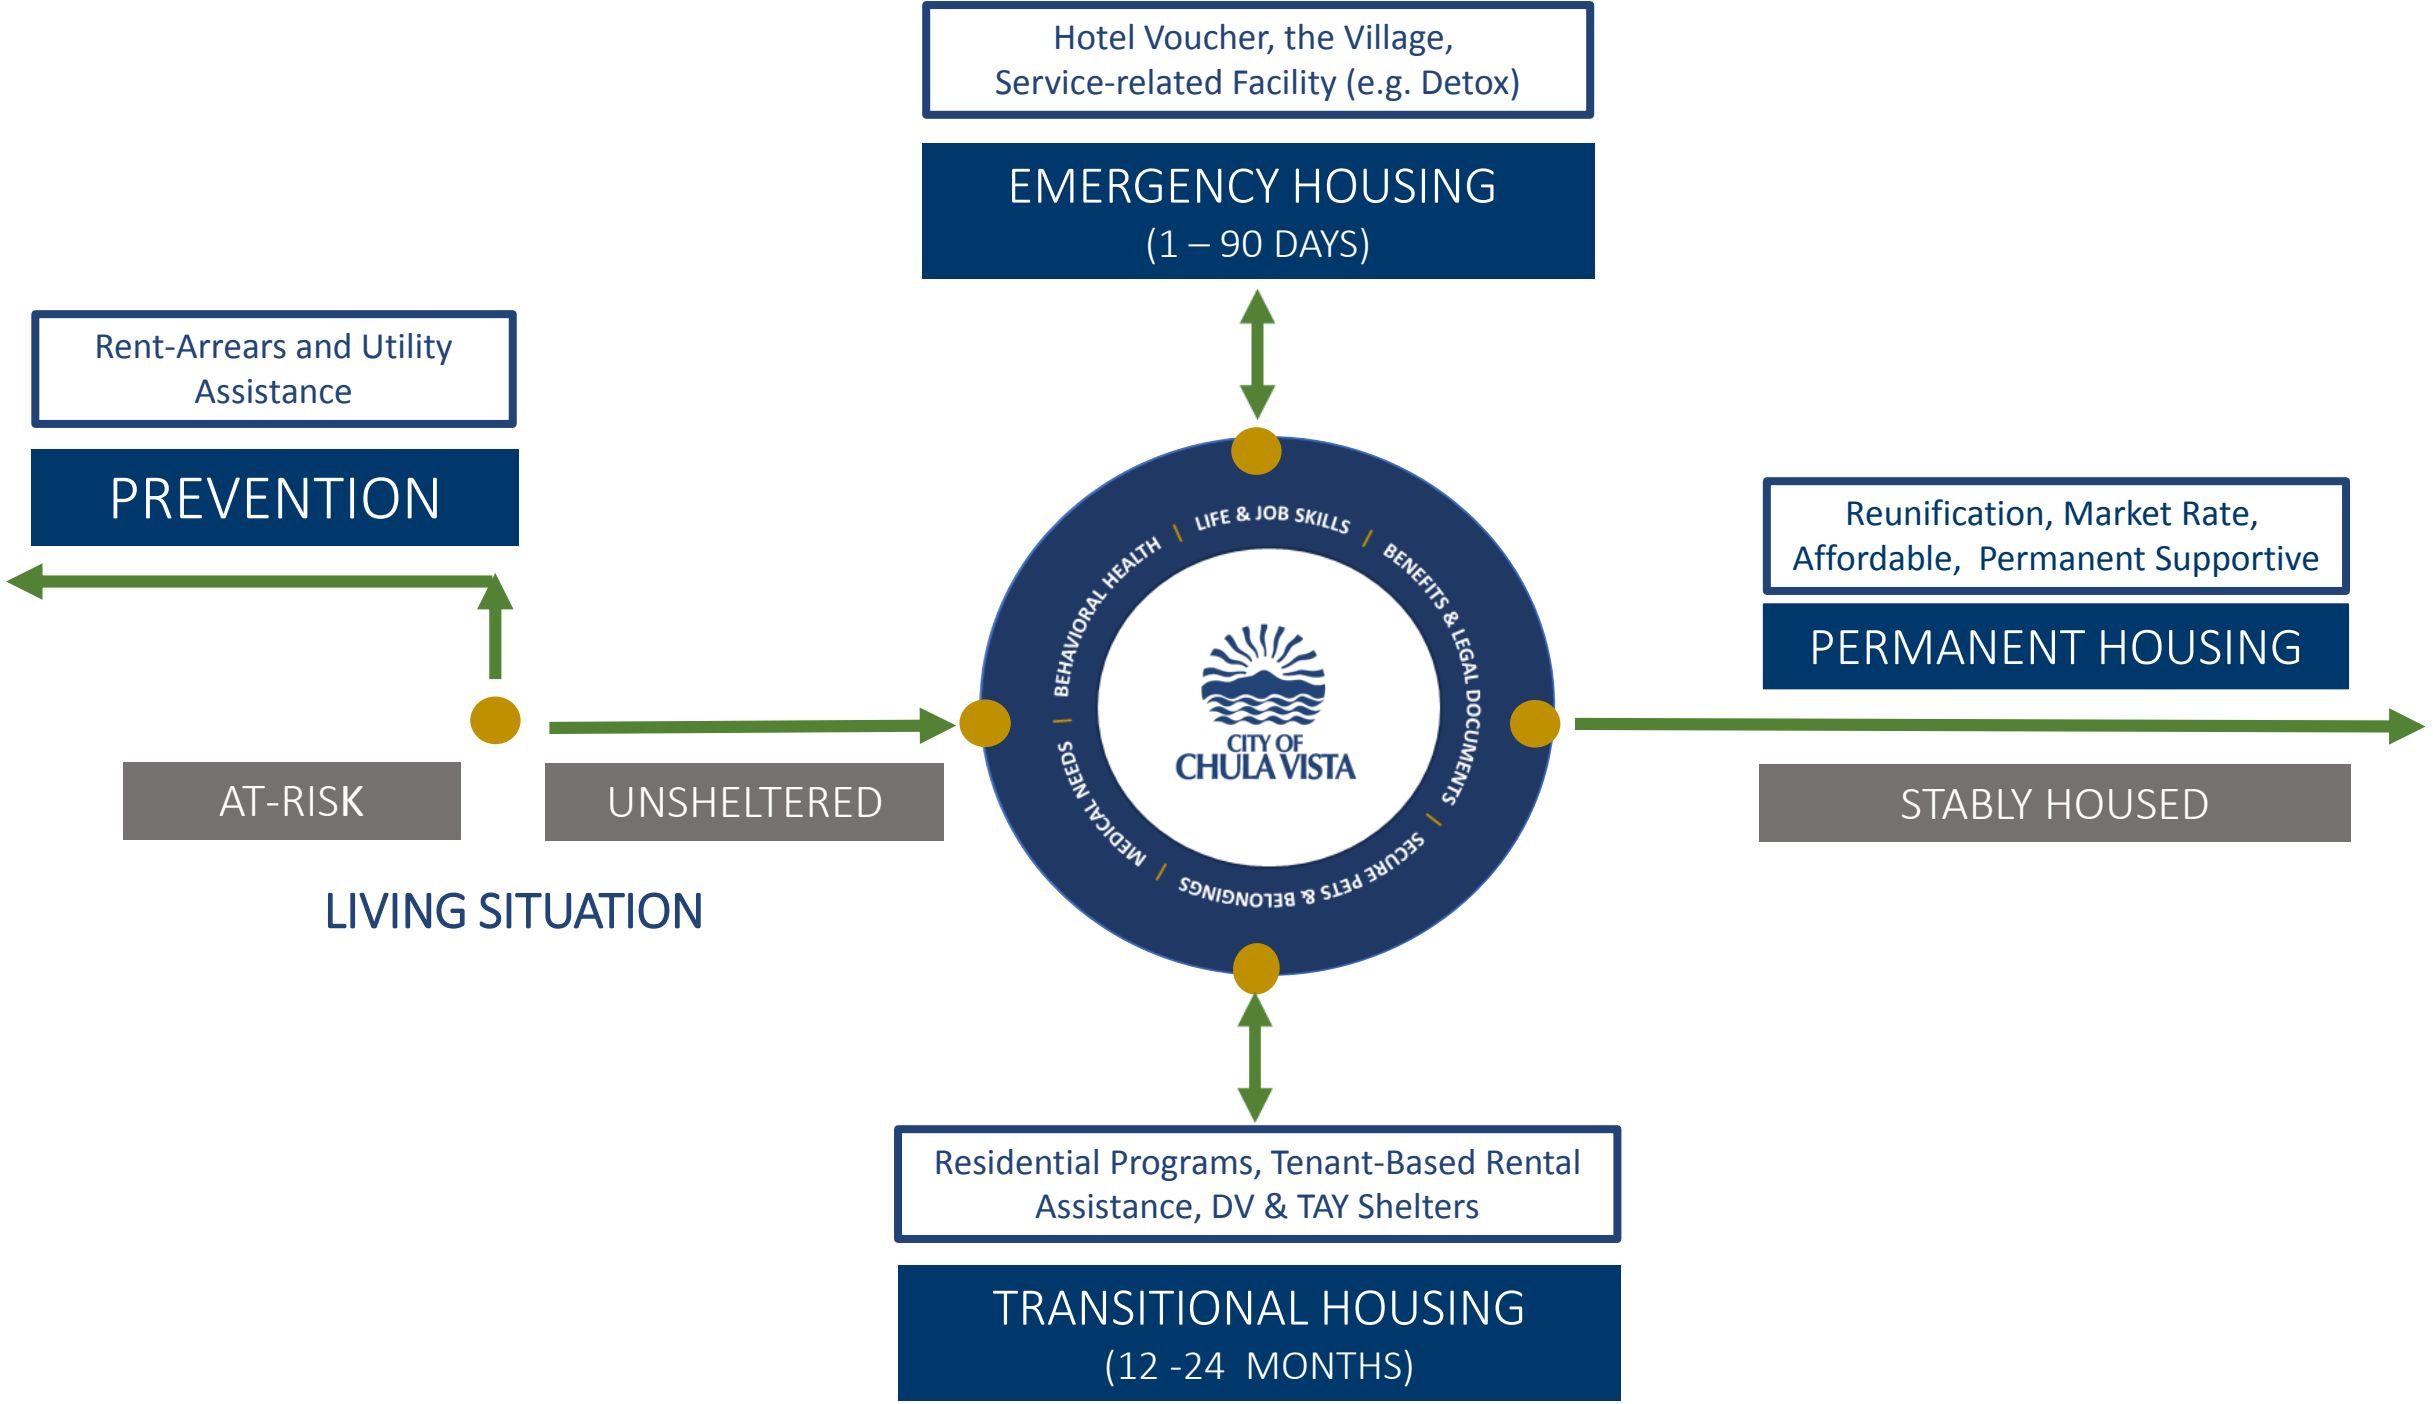 Hotel Voucher, the Village,
Service-related Facility (e.g. Detox)
EMERGENCY HOUSING
(1 – 90 DAYS)
Rent-Arrears and Utility
Assistance
PREVENTION
Reunification, Market Rate,
Affordable,  Permanent Supportive
PERMANENT HOUSING
MEDICAL NEEDS | BEHAVIORAL HEALTH | LIFE & JOB SKILLS | BENEFITS & LEGAL DOCUMENTS | SECURE PETS & BELONGINGS |
CITY OF
CHULA VISTA
AT-RISK
UNSHELTERED
STABLY HOUSED
LIVING SITUATION
Residential Programs, Tenant-Based Rental
Assistance, DV & TAY Shelters
TRANSITIONAL HOUSING
(12 -24  MONTHS)